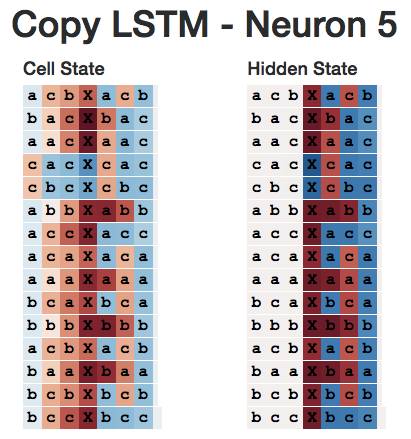 Copy LSTM - Neuron 5
Cell State Hidden State
a c b X a c b a c b X a c b
b a c X b a c b a c X b a c
a a c X a a c a a c X a a c
c a c X c a c c a c X c a c
c b c X c b c c b c X c b c
a b b X a b b a b b X a b b
a c c X a c c a c c X a c c
a c a X a c a a c a X a c a
a a a X a a a a a a X a a a
b c a X b c a b c a X b c a
b b b X b b b b b b X b b b
a c b X a c b a c b X a c b
b a a X b a a b a a X b a a
b c b X b c b b c b X b c b
b c c X b c c b c c X b c c